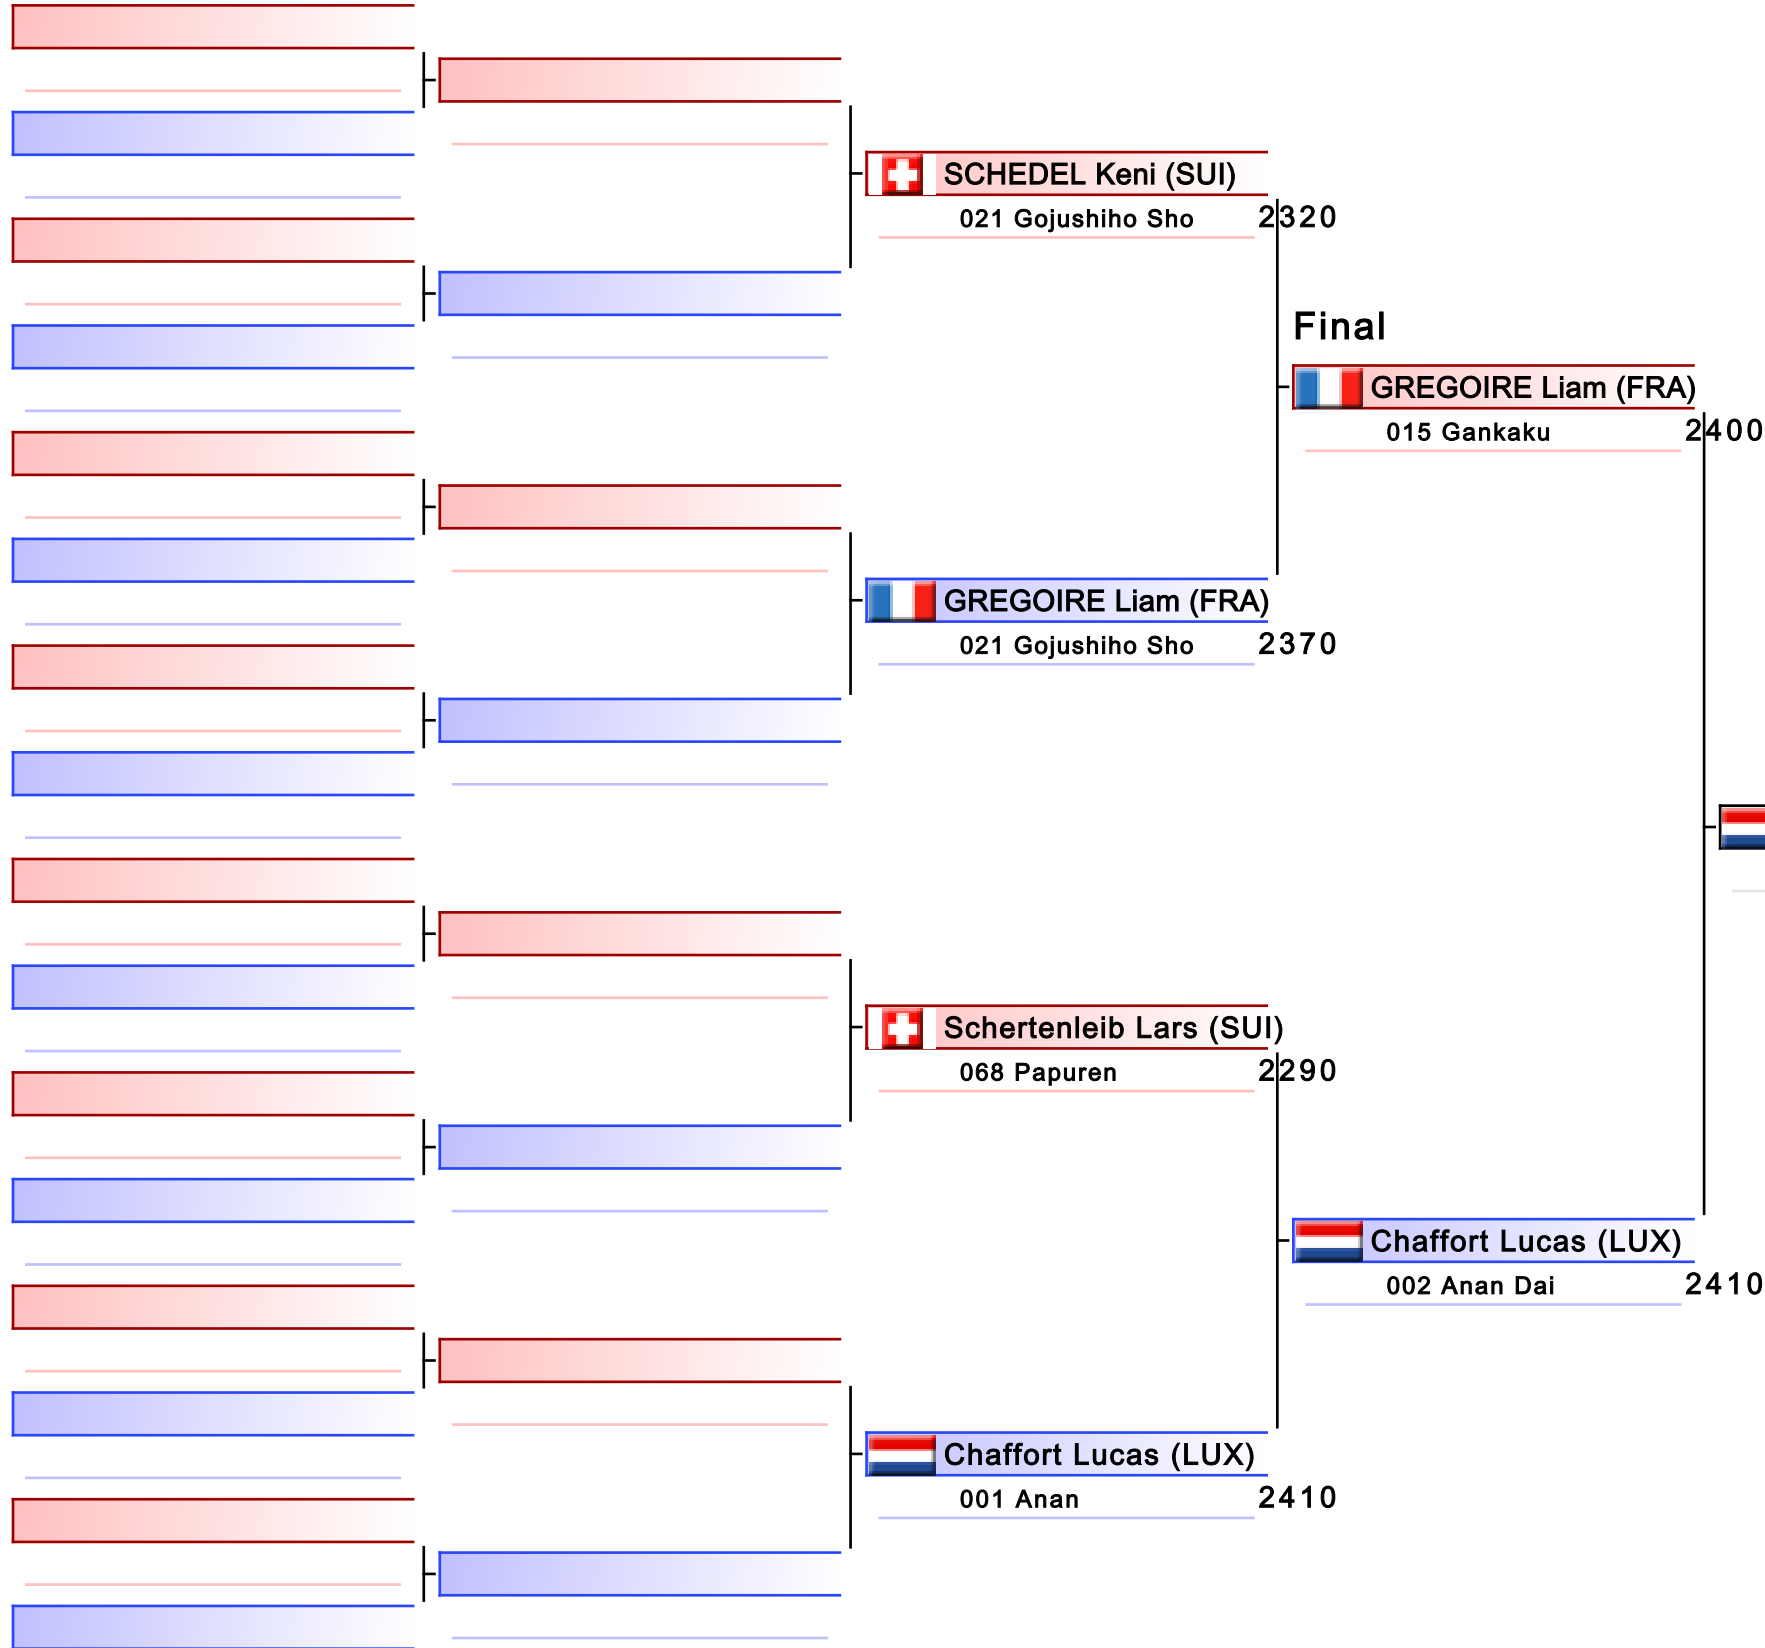 SCHEDEL Keni (SUI)
021 Gojushiho Sho 2320
Final
GREGOIRE Liam (FRA)
015 Gankaku 2400
GREGOIRE Liam (FRA)
021 Gojushiho Sho 2370
Schertenleib Lars (SUI)
068 Papuren 2290
Chaffort Lucas (LUX)
002 Anan Dai 2410
Chaffort Lucas (LUX)
001 Anan 2410